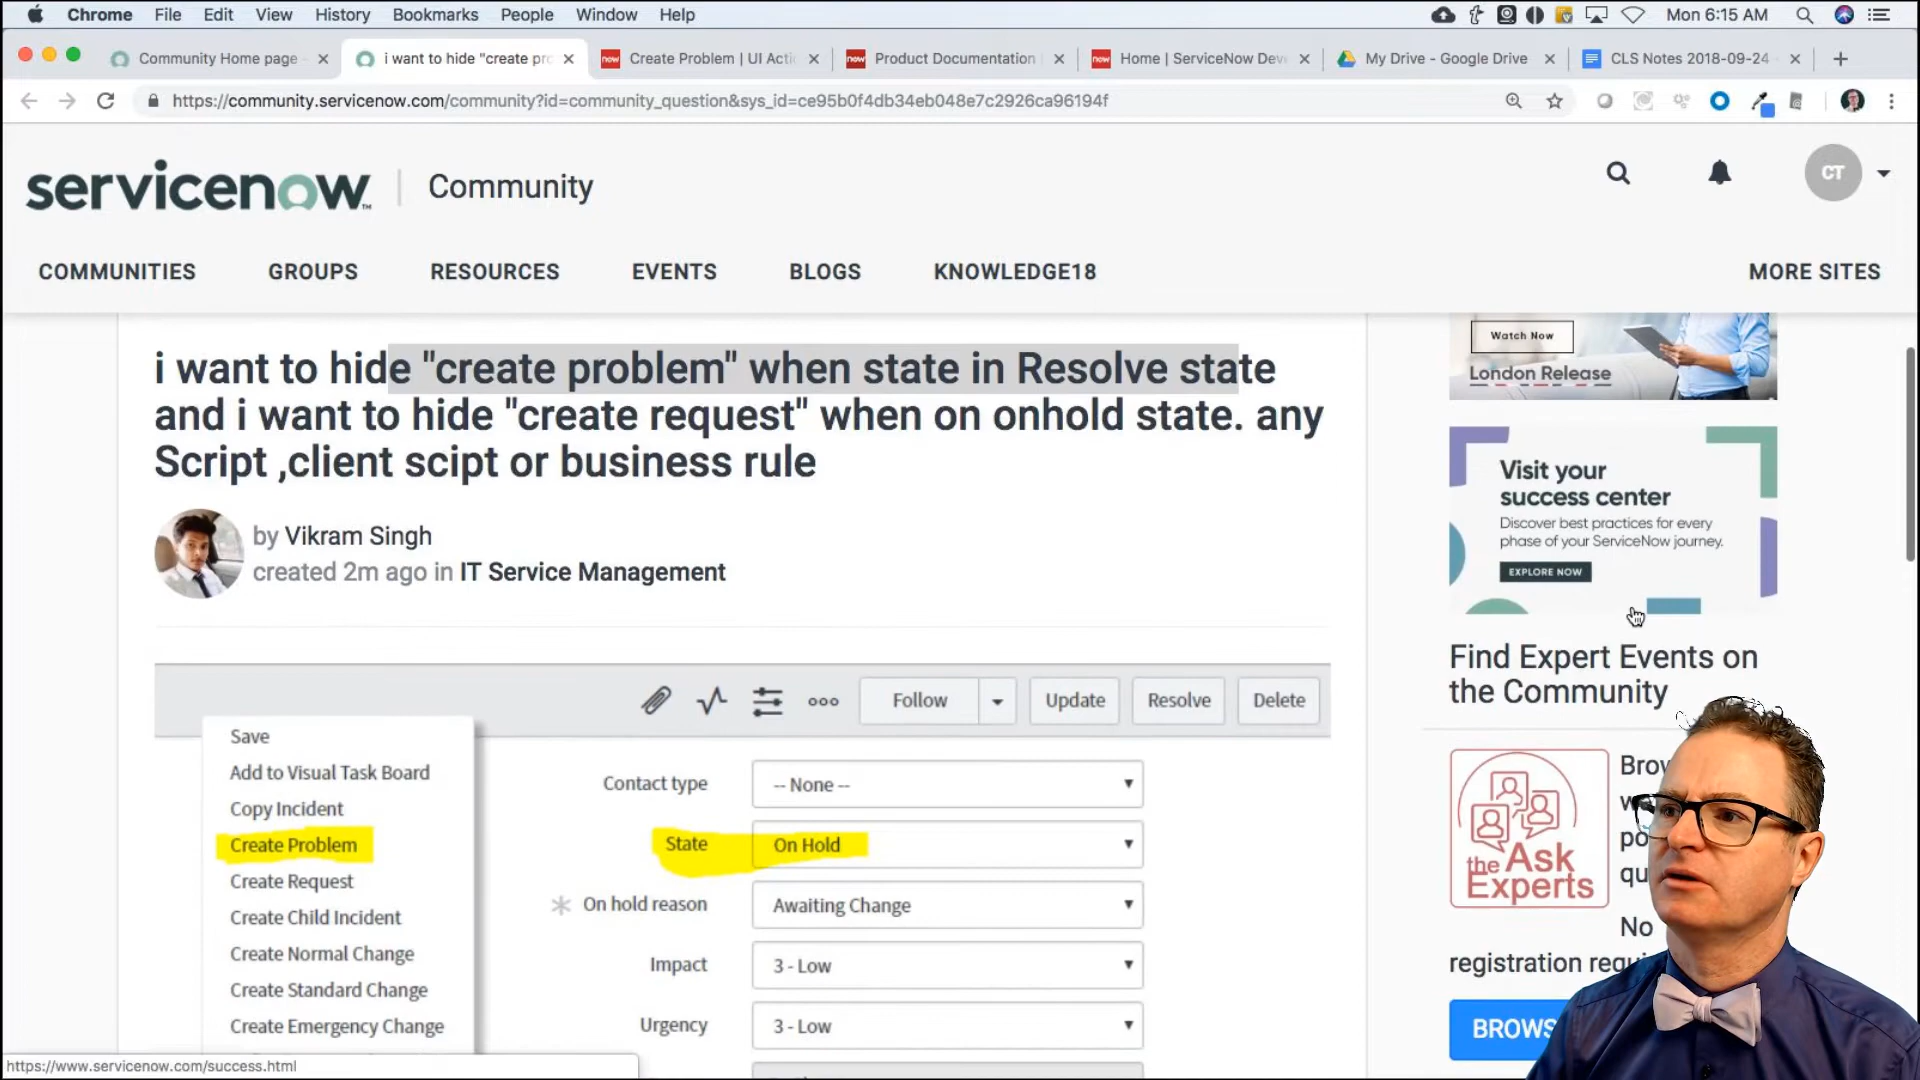 Chrome File Edit View History Bookmarks People Window Help Mon 6:15 AM
Community Home page - i want to hide "create pro now Create Problem | UI Acti now Product Documentation now Home | ServiceNow Dev My Drive - Google Drive CLS Notes 2018-09-24 -
https://community.servicenow.com/community?id=community_question&sys_id=ce95b0f4db34eb048e7c2926ca96194f
servicenow™ Community CT
COMMUNITIES GROUPS RESOURCES EVENTS BLOGS KNOWLEDGE18 MORE SITES
i want to hide "create problem" when state in Resolve state
and i want to hide "create request" when on onhold state. any
Script ,client scipt or business rule
by Vikram Singh
created 2m ago in IT Service Management
Follow Update Resolve Delete
Save
Add to Visual Task Board
Copy Incident
Create Problem
Create Request
Create Child Incident
Create Normal Change
Create Standard Change
Create Emergency Change
Contact type -- None --
State On Hold
On hold reason Awaiting Change
Impact 3 - Low
Urgency 3 - Low
Watch Now
London Release
Visit your
success center
Discover best practices for every
phase of your ServiceNow journey.
EXPLORE NOW
Find Expert Events on
the Community
the Ask
Experts
No
registration
https://www.servicenow.com/success.html